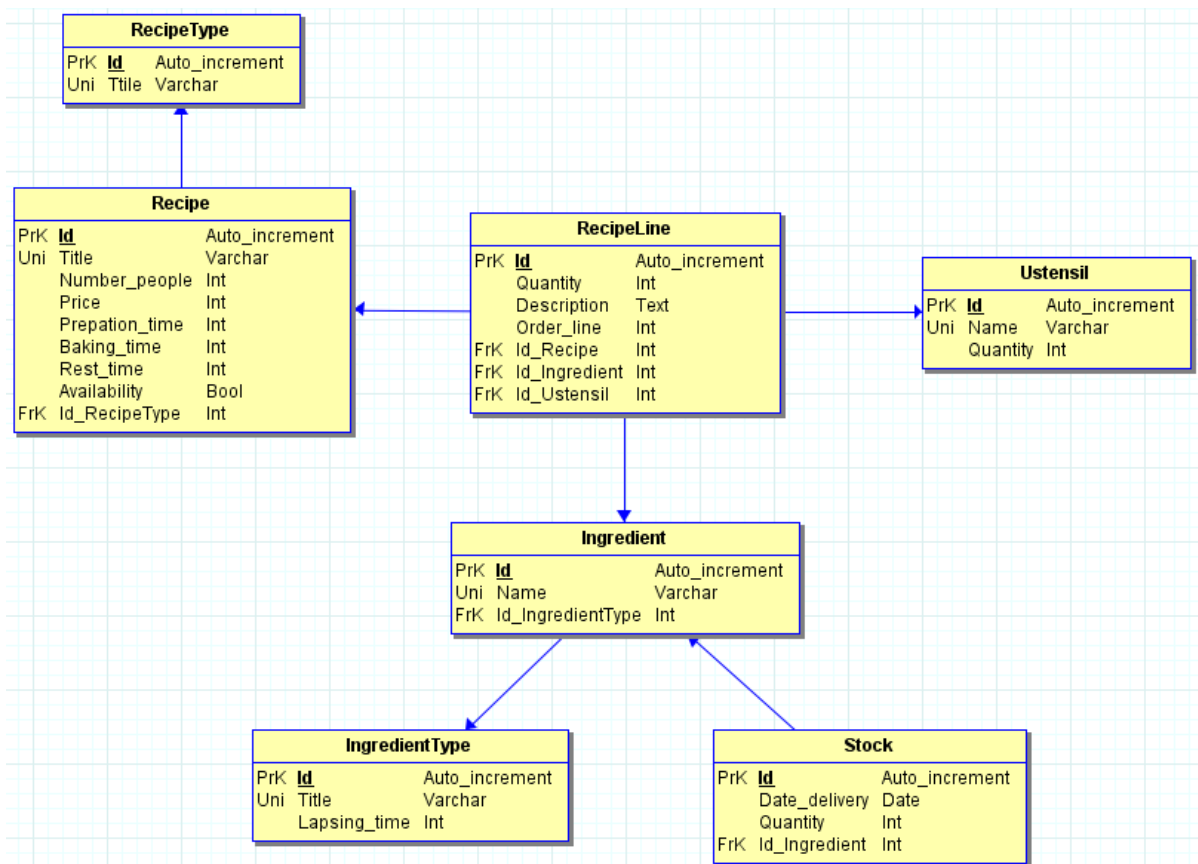 RecipeType
PrK Id Auto_increment
Uni Ttile Varchar
Recipe
PrK Id Auto_increment
Uni Title Varchar
Number_people Int
Price Int
Prepation_time Int
Baking_time Int
Rest_time Int
Availability Bool
FrK Id_RecipeType Int
RecipeLine
PrK Id Auto_increment
Quantity Int
Description Text
Order_line Int
FrK Id_Recipe Int
FrK Id_Ingredient Int
FrK Id_Ustensil Int
Ustensil
PrK Id Auto_increment
Uni Name Varchar
Quantity Int
Ingredient
PrK Id Auto_increment
Uni Name Varchar
FrK Id_IngredientType Int
IngredientType
PrK Id Auto_increment
Uni Title Varchar
Lapsing_time Int
Stock
PrK Id Auto_increment
Date_delivery Date
Quantity Int
FrK Id_Ingredient Int